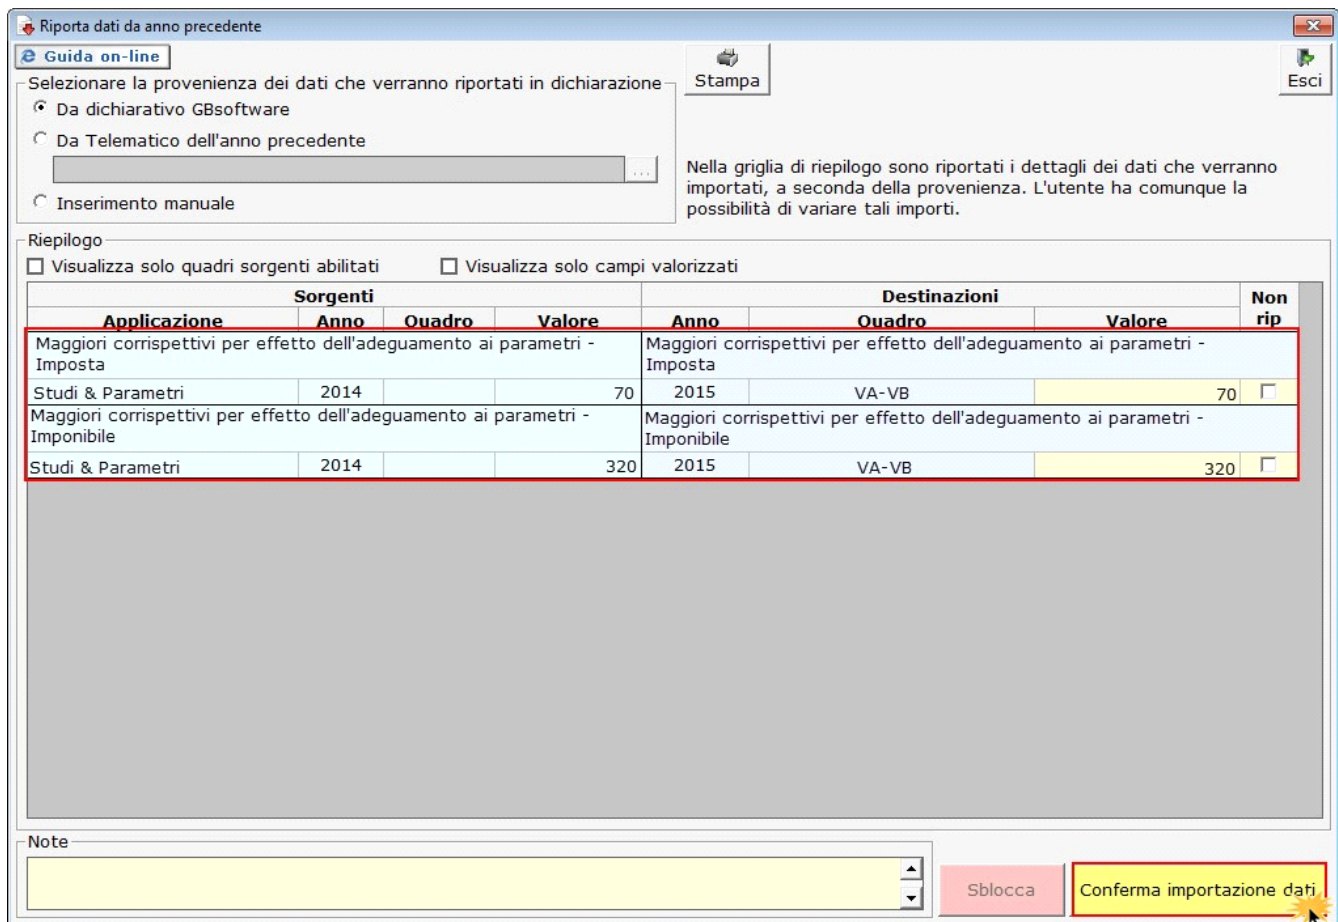 Riporta dati da anno precedente
Guida on-line
Stampa
Esci
Selezionare la provenienza dei dati che verranno riportati in dichiarazione
Da dichiarativo GBsoftware
Da Telematico dell'anno precedente
...
Inserimento manuale
Nella griglia di riepilogo sono riportati i dettagli dei dati che verranno
importati, a seconda della provenienza. L'utente ha comunque la
possibilità di variare tali importi.
Riepilogo
Visualizza solo quadri sorgenti abilitati Visualizza solo campi valorizzati
Sorgenti Destinazioni Non
Applicazione Anno Quadro Valore Anno Quadro Valore rip
Maggiori corrispettivi per effetto dell'adeguamento ai parametri - Maggiori corrispettivi per effetto dell'adeguamento ai parametri -
Imposta Imposta
Studi & Parametri 2014 70 2015 VA-VB 70
Maggiori corrispettivi per effetto dell'adeguamento ai parametri - Maggiori corrispettivi per effetto dell'adeguamento ai parametri -
Imponibile Imponibile
Studi & Parametri 2014 320 2015 VA-VB 320
Note
Sblocca
Conferma importazione dati